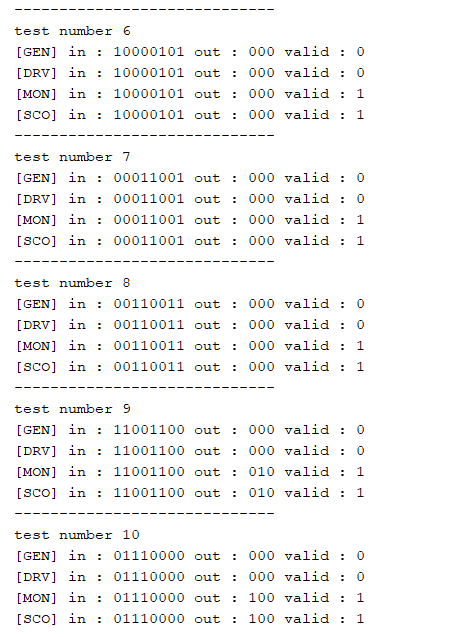 -----------------------------
test number 6
[GEN] in : 10000101 out : 000 valid : 0
[DRV] in : 10000101 out : 000 valid : 0
[MON] in : 10000101 out : 000 valid : 1
[SCO] in : 10000101 out : 000 valid : 1
-----------------------------
test number 7
[GEN] in : 00011001 out : 000 valid : 0
[DRV] in : 00011001 out : 000 valid : 0
[MON] in : 00011001 out : 000 valid : 1
[SCO] in : 00011001 out : 000 valid : 1
-----------------------------
test number 8
[GEN] in : 00110011 out : 000 valid : 0
[DRV] in : 00110011 out : 000 valid : 0
[MON] in : 00110011 out : 000 valid : 1
[SCO] in : 00110011 out : 000 valid : 1
-----------------------------
test number 9
[GEN] in : 11001100 out : 000 valid : 0
[DRV] in : 11001100 out : 000 valid : 0
[MON] in : 11001100 out : 010 valid : 1
[SCO] in : 11001100 out : 010 valid : 1
-----------------------------
test number 10
[GEN] in : 01110000 out : 000 valid : 0
[DRV] in : 01110000 out : 000 valid : 0
[MON] in : 01110000 out : 100 valid : 1
[SCO] in : 01110000 out : 100 valid : 1